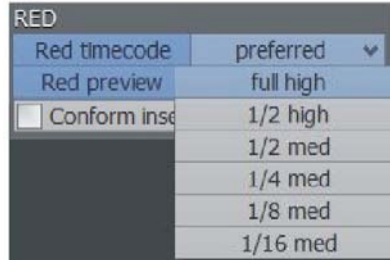 RED
Red timecode preferred
Red preview full high
Conform inse 1/2 high
1/2 med
1/4 med
1/8 med
1/16 med